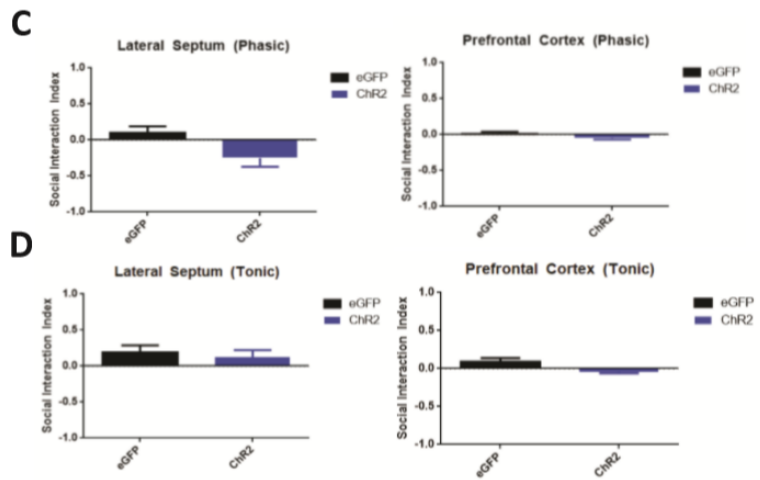 C
Lateral Septum (Phasic)
Social Interaction Index
1.0
0.5
0.0
-0.5
-1.0
eGFP
ChR2
eGFP
ChR2
Prefrontal Cortex (Phasic)
Social Interaction Index
1.0
0.5
0.0
-0.5
-1.0
eGFP
ChR2
eGFP
ChR2
D
Lateral Septum (Tonic)
Social Interaction Index
1.0
0.5
0.0
-0.5
-1.0
eGFP
ChR2
eGFP
ChR2
Prefrontal Cortex (Tonic)
Social Interaction Index
1.0
0.5
0.0
-0.5
-1.0
eGFP
ChR2
eGFP
ChR2